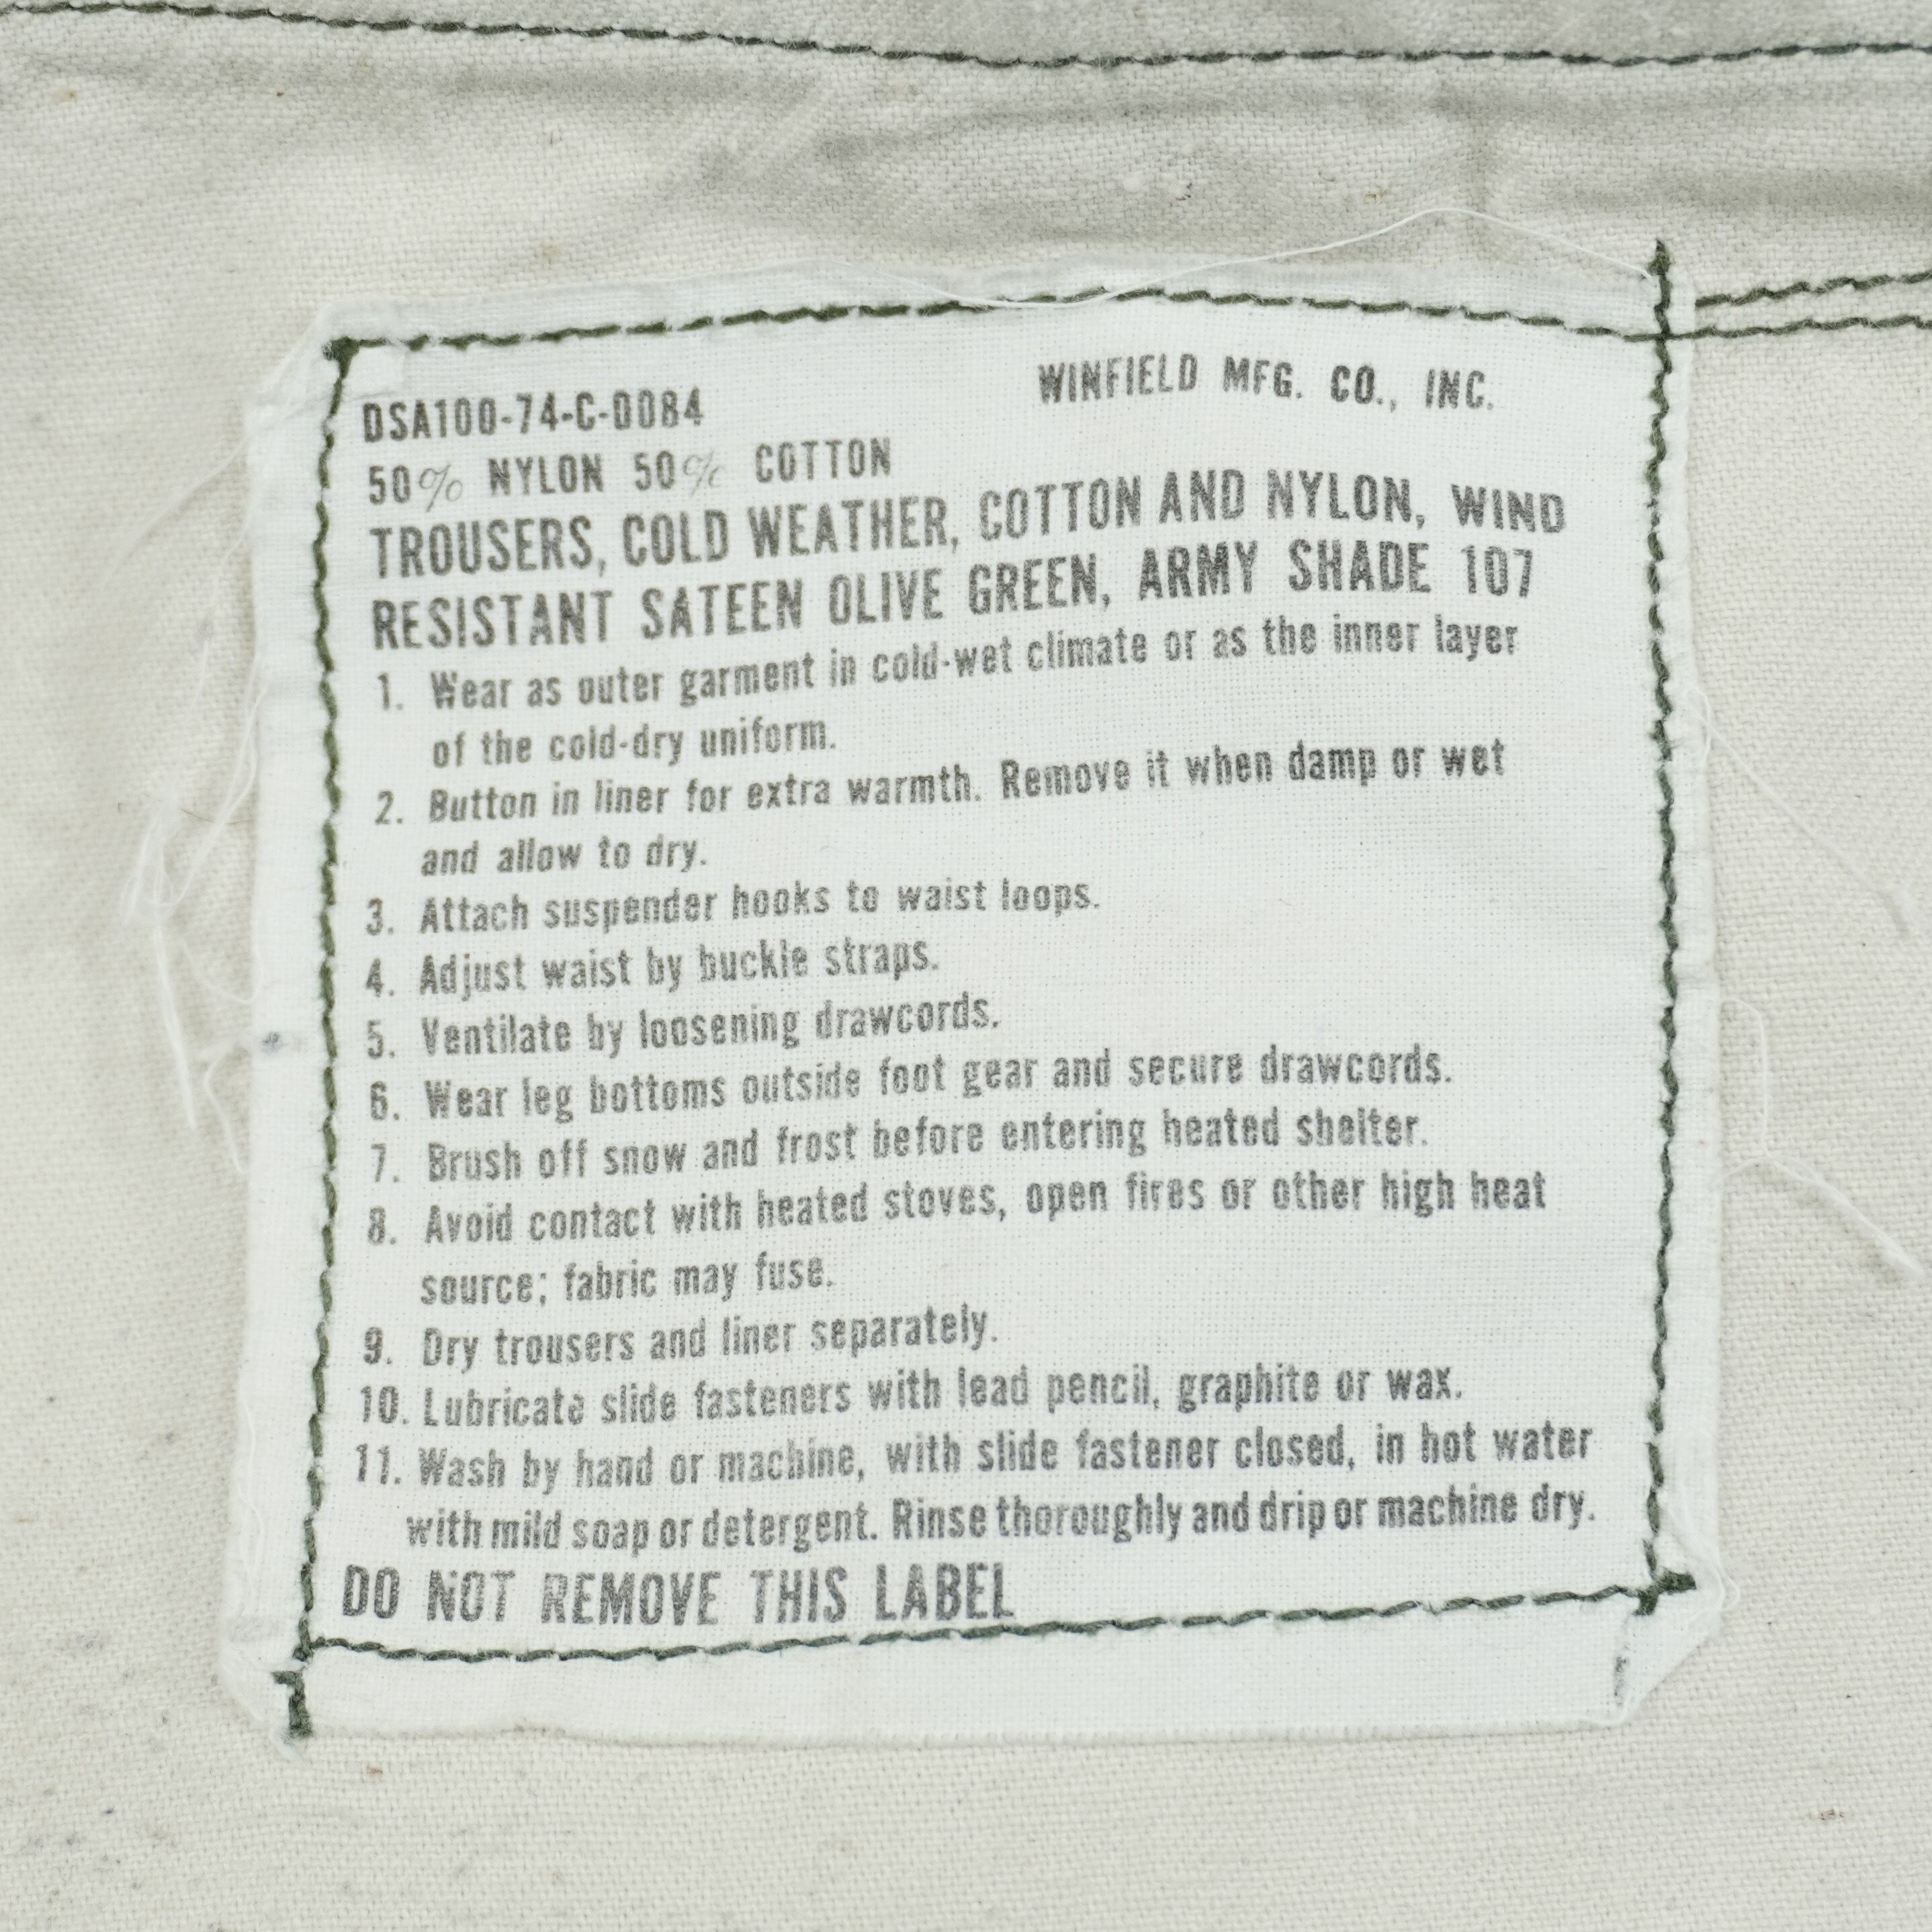 DSA100-74-C-0084 WINFIELD MFG. CO., INC.
50% NYLON 50% COTTON
TROUSERS, COLD WEATHER, COTTON AND NYLON, WIND
RESISTANT SATEEN OLIVE GREEN, ARMY SHADE 107
1. Wear as outer garment in cold-wet climate or as the inner layer
of the cold-dry uniform.
2. Button in liner for extra warmth. Remove it when damp or wet
and allow to dry.
3. Attach suspender hooks to waist loops.
4. Adjust waist by buckle straps.
5. Ventilate by loosening drawcords.
6. Wear leg bottoms outside foot gear and secure drawcords.
7. Brush off snow and frost before entering heated shelter.
8. Avoid contact with heated stoves, open fires or other high heat
source; fabric may fuse.
9. Dry trousers and liner separately.
10. Lubricate slide fasteners with lead pencil, graphite or wax.
11. Wash by hand or machine, with slide fastener closed, in hot water
with mild soap or detergent. Rinse thoroughly and drip or machine dry.
DO NOT REMOVE THIS LABEL